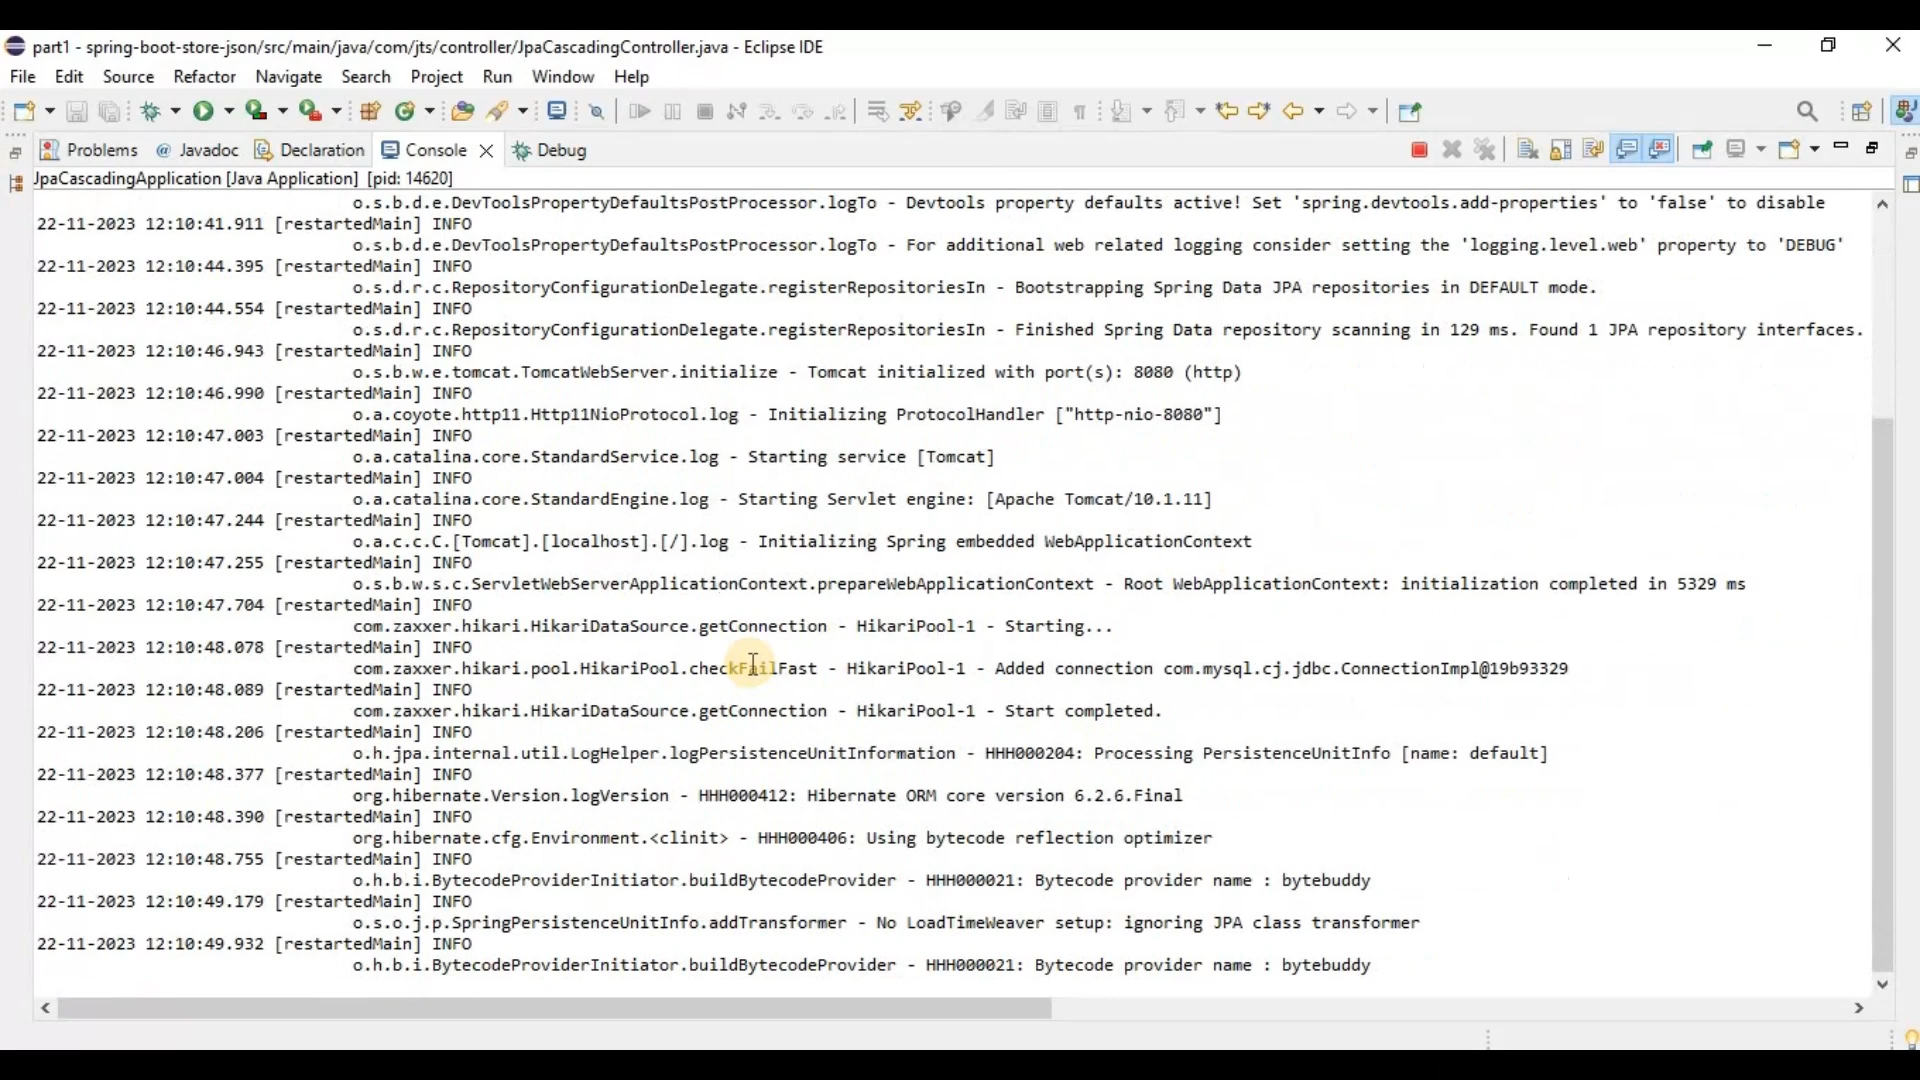 part1 - spring-boot-store-json/src/main/java/com/jts/controller/JpaCascadingController.java - Eclipse IDE
File Edit Source Refactor Navigate Search Project Run Window Help
Problems @ Javadoc Declaration Console Debug
JpaCascadingApplication [Java Application] [pid: 14620]
o.s.b.d.e.DevToolsPropertyDefaultsPostProcessor.logTo - Devtools property defaults active! Set 'spring.devtools.add-properties' to 'false' to disable
22-11-2023 12:10:41.911 [restartedMain] INFO
o.s.b.d.e.DevToolsPropertyDefaultsPostProcessor.logTo - For additional web related logging consider setting the 'logging.level.web' property to 'DEBUG'
22-11-2023 12:10:44.395 [restartedMain] INFO
o.s.d.r.c.RepositoryConfigurationDelegate.registerRepositoriesIn - Bootstrapping Spring Data JPA repositories in DEFAULT mode.
22-11-2023 12:10:44.554 [restartedMain] INFO
o.s.d.r.c.RepositoryConfigurationDelegate.registerRepositoriesIn - Finished Spring Data repository scanning in 129 ms. Found 1 JPA repository interfaces.
22-11-2023 12:10:46.943 [restartedMain] INFO
o.s.b.w.e.tomcat.TomcatWebServer.initialize - Tomcat initialized with port(s): 8080 (http)
22-11-2023 12:10:46.990 [restartedMain] INFO
o.a.coyote.http11.Http11NioProtocol.log - Initializing ProtocolHandler ["http-nio-8080"]
22-11-2023 12:10:47.003 [restartedMain] INFO
o.a.catalina.core.StandardService.log - Starting service [Tomcat]
22-11-2023 12:10:47.004 [restartedMain] INFO
o.a.catalina.core.StandardEngine.log - Starting Servlet engine: [Apache Tomcat/10.1.11]
22-11-2023 12:10:47.244 [restartedMain] INFO
o.a.c.c.C.[Tomcat].[localhost].[/].log - Initializing Spring embedded WebApplicationContext
22-11-2023 12:10:47.255 [restartedMain] INFO
o.s.b.w.s.c.ServletWebServerApplicationContext.prepareWebApplicationContext - Root WebApplicationContext: initialization completed in 5329 ms
22-11-2023 12:10:47.704 [restartedMain] INFO
com.zaxxer.hikari.HikariDataSource.getConnection - HikariPool-1 - Starting...
22-11-2023 12:10:48.078 [restartedMain] INFO
com.zaxxer.hikari.pool.HikariPool.checkFailFast - HikariPool-1 - Added connection com.mysql.cj.jdbc.ConnectionImpl@19b93329
22-11-2023 12:10:48.089 [restartedMain] INFO
com.zaxxer.hikari.HikariDataSource.getConnection - HikariPool-1 - Start completed.
22-11-2023 12:10:48.206 [restartedMain] INFO
o.h.jpa.internal.util.LogHelper.logPersistenceUnitInformation - HHH000204: Processing PersistenceUnitInfo [name: default]
22-11-2023 12:10:48.377 [restartedMain] INFO
org.hibernate.Version.logVersion - HHH000412: Hibernate ORM core version 6.2.6.Final
22-11-2023 12:10:48.390 [restartedMain] INFO
org.hibernate.cfg.Environment.<clinit> - HHH000406: Using bytecode reflection optimizer
22-11-2023 12:10:48.755 [restartedMain] INFO
o.h.b.i.BytecodeProviderInitiator.buildBytecodeProvider - HHH000021: Bytecode provider name : bytebuddy
22-11-2023 12:10:49.179 [restartedMain] INFO
o.s.o.j.p.SpringPersistenceUnitInfo.addTransformer - No LoadTimeWeaver setup: ignoring JPA class transformer
22-11-2023 12:10:49.932 [restartedMain] INFO
o.h.b.i.BytecodeProviderInitiator.buildBytecodeProvider - HHH000021: Bytecode provider name : bytebuddy